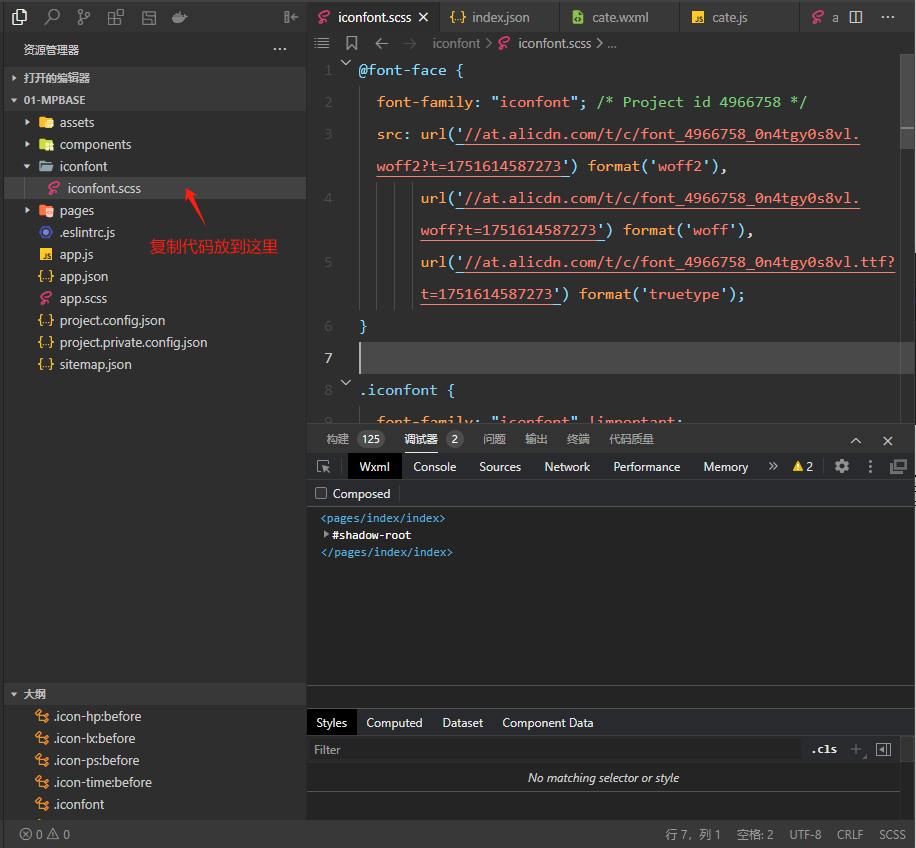 iconfont.scss
index.json
cate.wxml
cate.js
a
资源管理器
iconfont > iconfont.scss > ...
打开的编辑器
01-MPBASE
assets
components
iconfont
iconfont.scss
pages
.eslintrc.js
app.js
app.json
app.scss
project.config.json
project.private.config.json
sitemap.json
复制代码放到这里
1 @font-face {
2 font-family: "iconfont"; /* Project id 4966758 */
3 src: url('//at.alicdn.com/t/c/font_4966758_0n4tgy0s8vl.
woff2?t=1751614587273') format('woff2'),
4 url('//at.alicdn.com/t/c/font_4966758_0n4tgy0s8vl.
woff?t=1751614587273') format('woff'),
5 url('//at.alicdn.com/t/c/font_4966758_0n4tgy0s8vl.ttf?
t=1751614587273') format('truetype');
6 }
7
8 .iconfont {
9 font-family: "iconfont" !important;
构建 125 调试器 2 问题 输出 终端 代码质量
Wxml Console Sources Network Performance Memory » 2
Composed
<pages/index/index>
#shadow-root
</pages/index/index>
大纲
.icon-hp:before
.icon-lx:before
.icon-ps:before
.icon-time:before
.iconfont
Styles Computed Dataset Component Data
Filter .cls +
No matching selector or style
0 0
行 7，列 1 空格: 2 UTF-8 CRLF SCSS